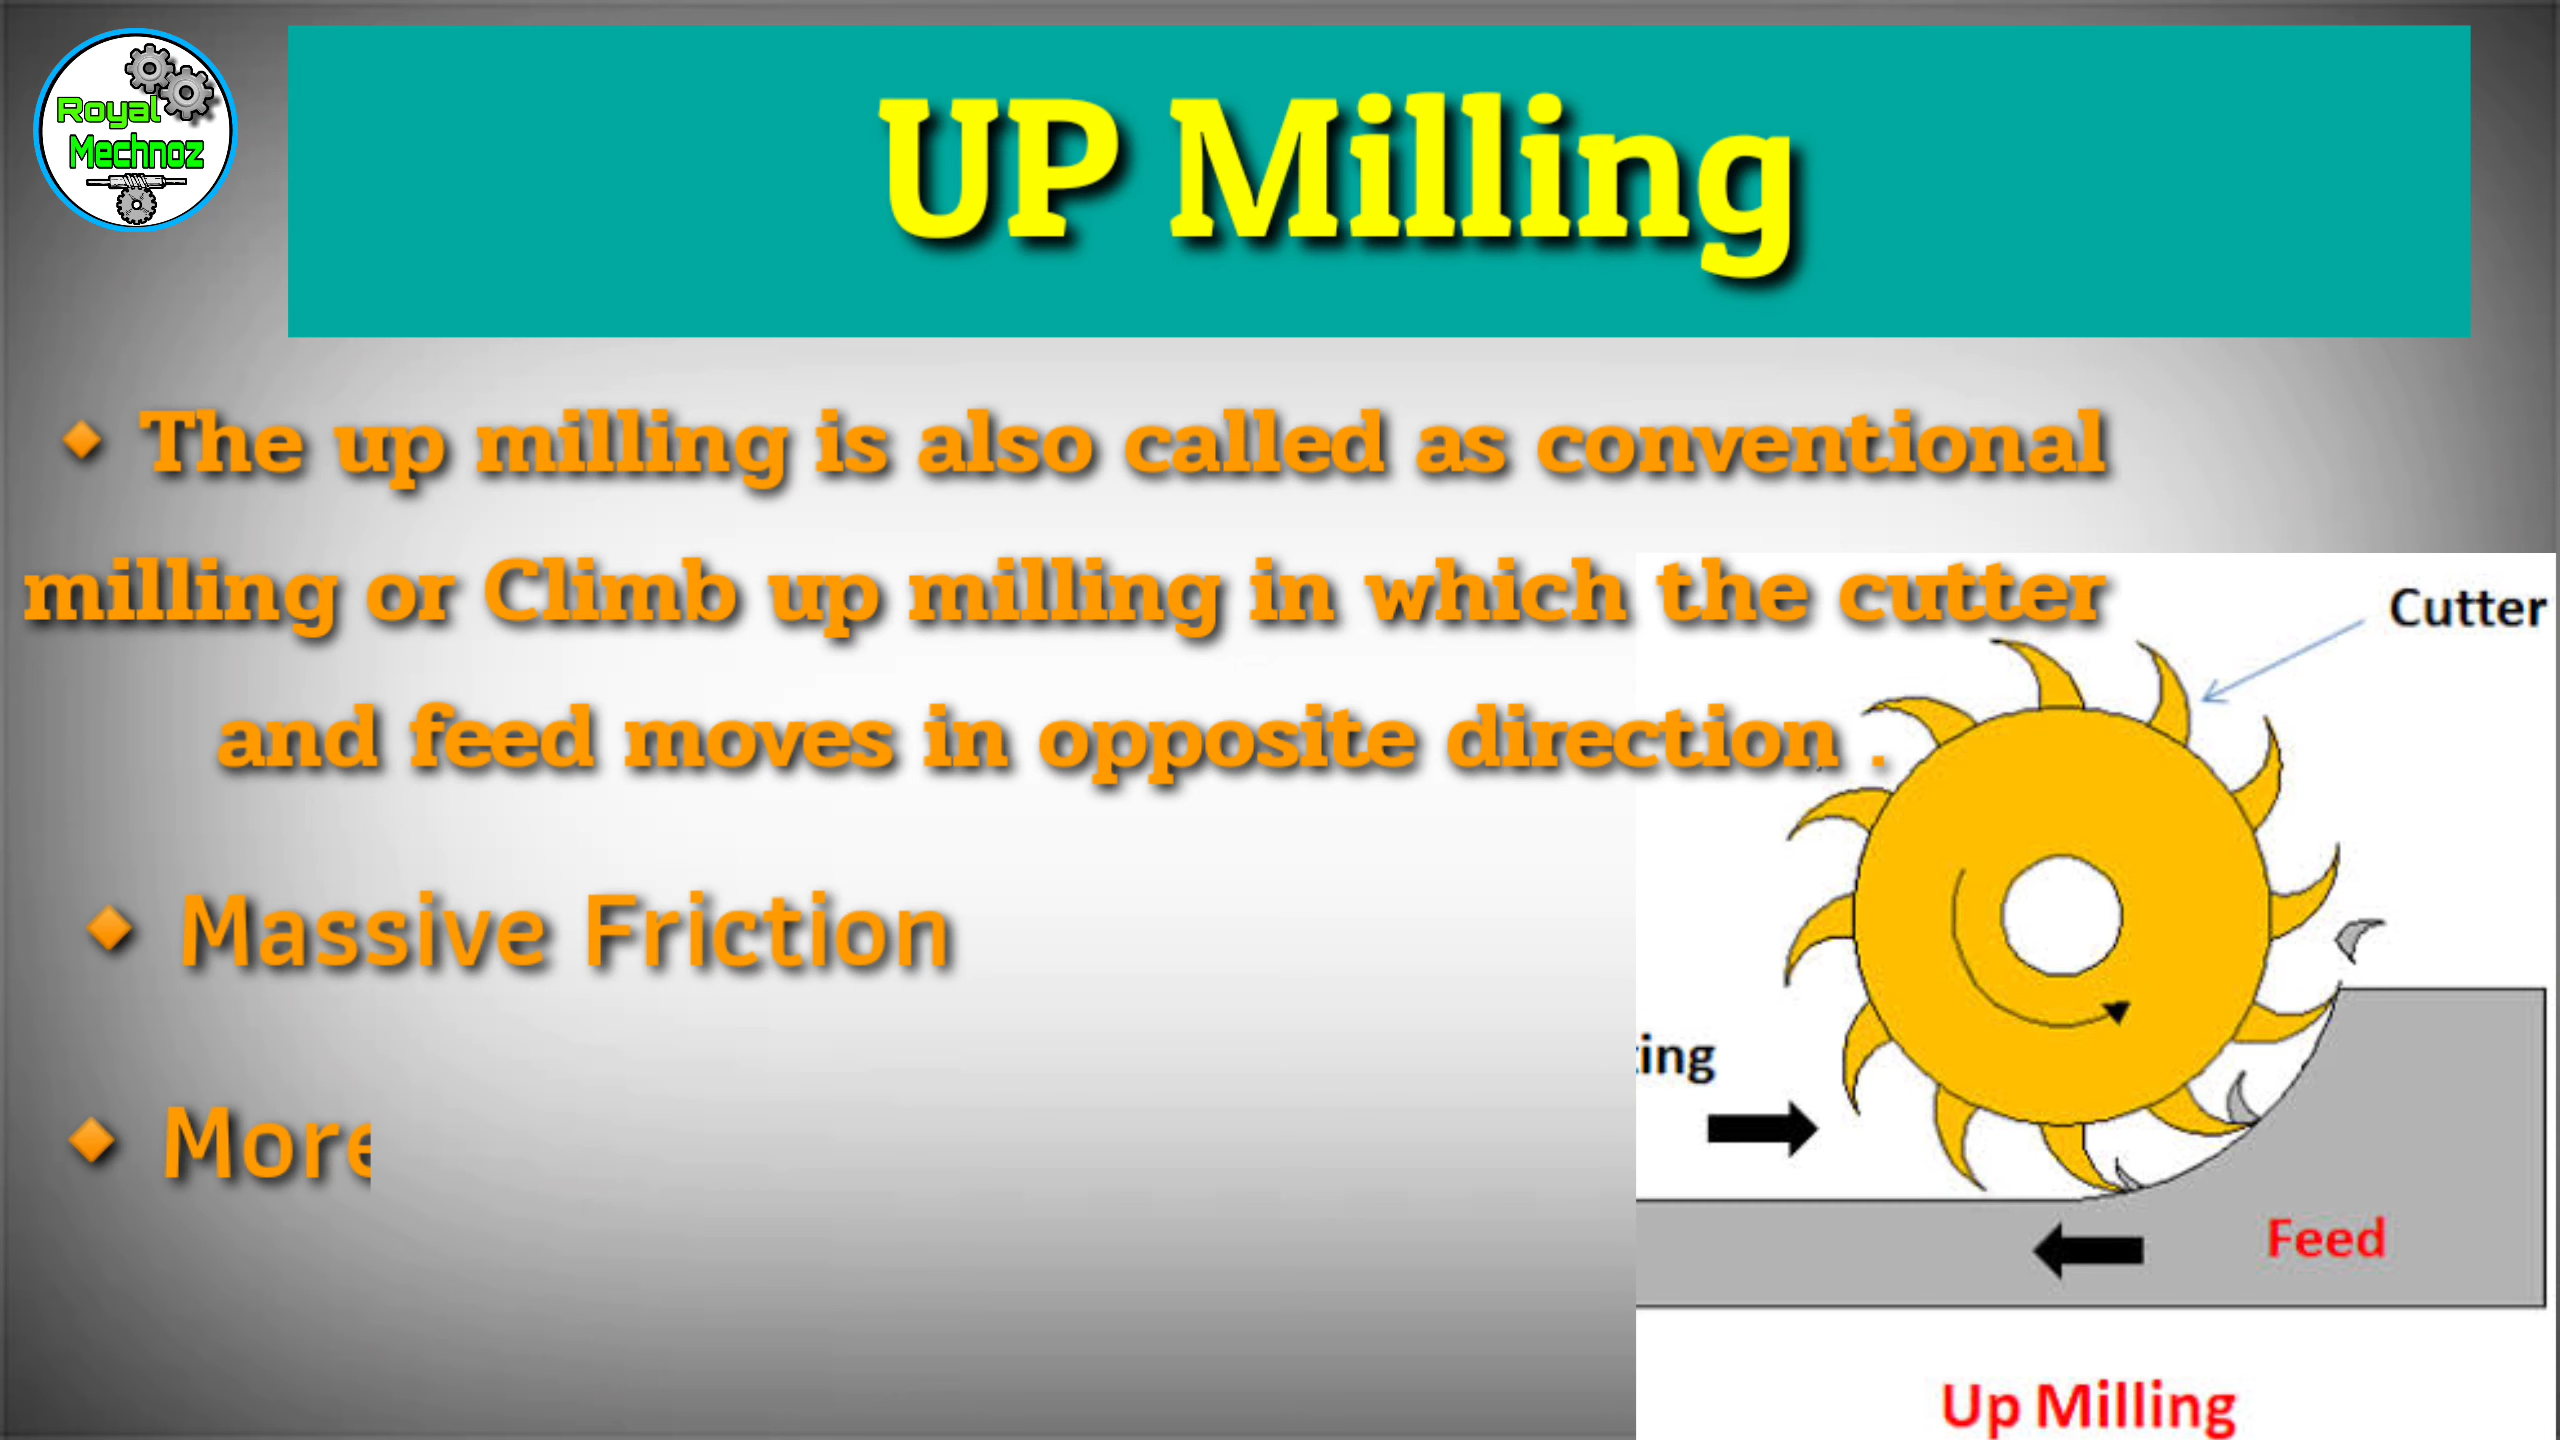 Royal
Mechnoz
UP Milling
🔸 The up milling is also called as conventional
milling or Climb up milling in which the cutter
and feed moves in opposite direction .
🔸 Massive Friction
🔸 More
Cutter
Feed
Up Milling